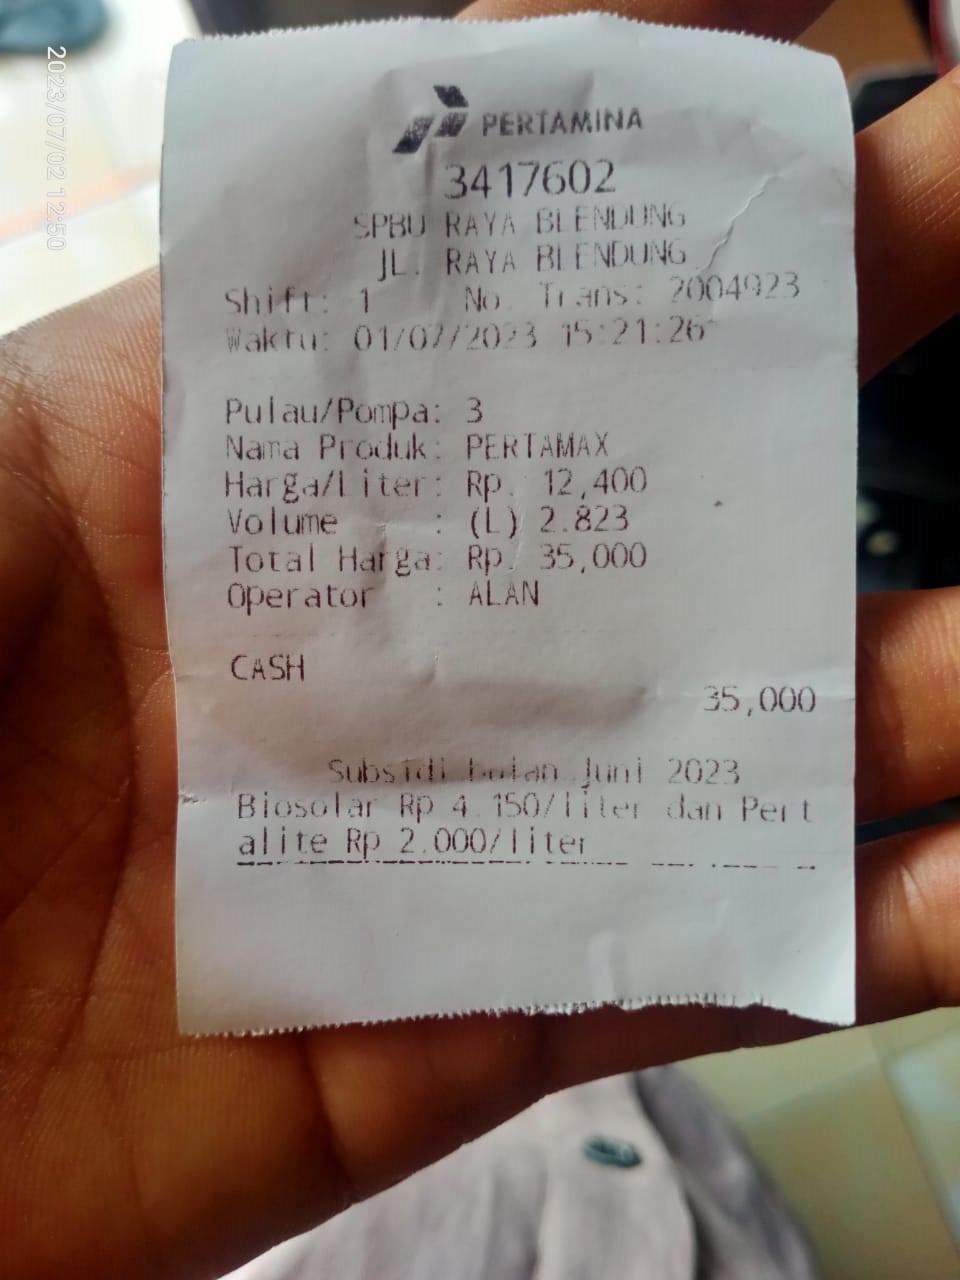 2023/07/02 12:50
PERTAMINA
3417602
SPBU RAYA BLENDUNG
JL. RAYA BLENDUNG
Shift: 1 No. Trans: 2004923
Waktu: 01/07/2023 15:21:26
Pulau/Pompa: 3
Nama Produk: PERTAMAX
Harga/Liter: Rp. 12,400
Volume : (L) 2.823
Total Harga: Rp. 35,000
Operator : ALAN
CASH
35,000
Subsidi bulan Juni 2023
Biosolar Rp 4.150/liter dan Pert
alite Rp 2.000/liter